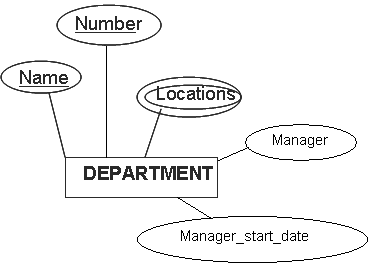 Number
Name
Locations
Manager
DEPARTMENT
Manager_start_date